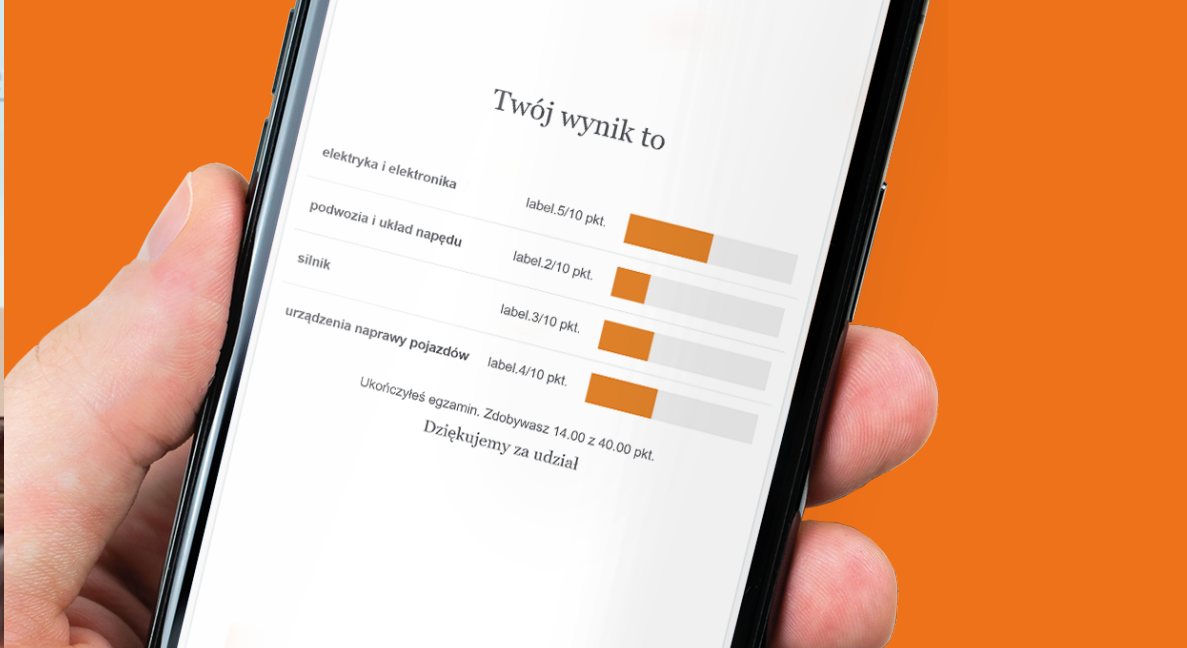 Twój wynik to
elektryka i elektronika label.5/10 pkt.
podwozia i układ napędu label.2/10 pkt.
silnik label.3/10 pkt.
urządzenia naprawy pojazdów label.4/10 pkt.
Ukończyłeś egzamin. Zdobywasz 14.00 z 40.00 pkt.
Dziękujemy za udział